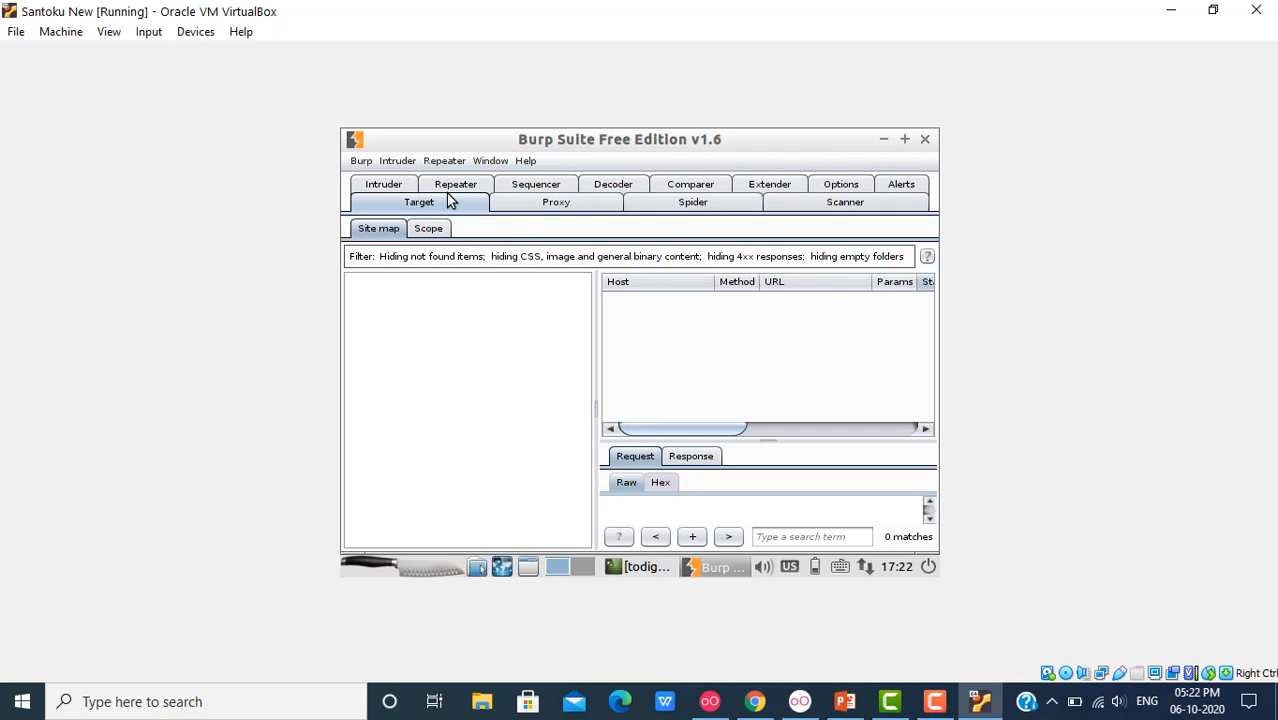 Santoku New [Running] - Oracle VM VirtualBox
File Machine View Input Devices Help
Burp Suite Free Edition v1.6
Burp Intruder Repeater Window Help
Intruder Repeater Sequencer Decoder Comparer Extender Options Alerts
Target Proxy Spider Scanner
Site map Scope
Filter: Hiding not found items; hiding CSS, image and general binary content; hiding 4xx responses; hiding empty folders ?
Host Method URL Params Sta
Request Response
Raw Hex
? < + > Type a search term 0 matches
[todig... Burp ... US 17:22
Right Ctrl
Type here to search
ENG
05:22 PM
06-10-2020